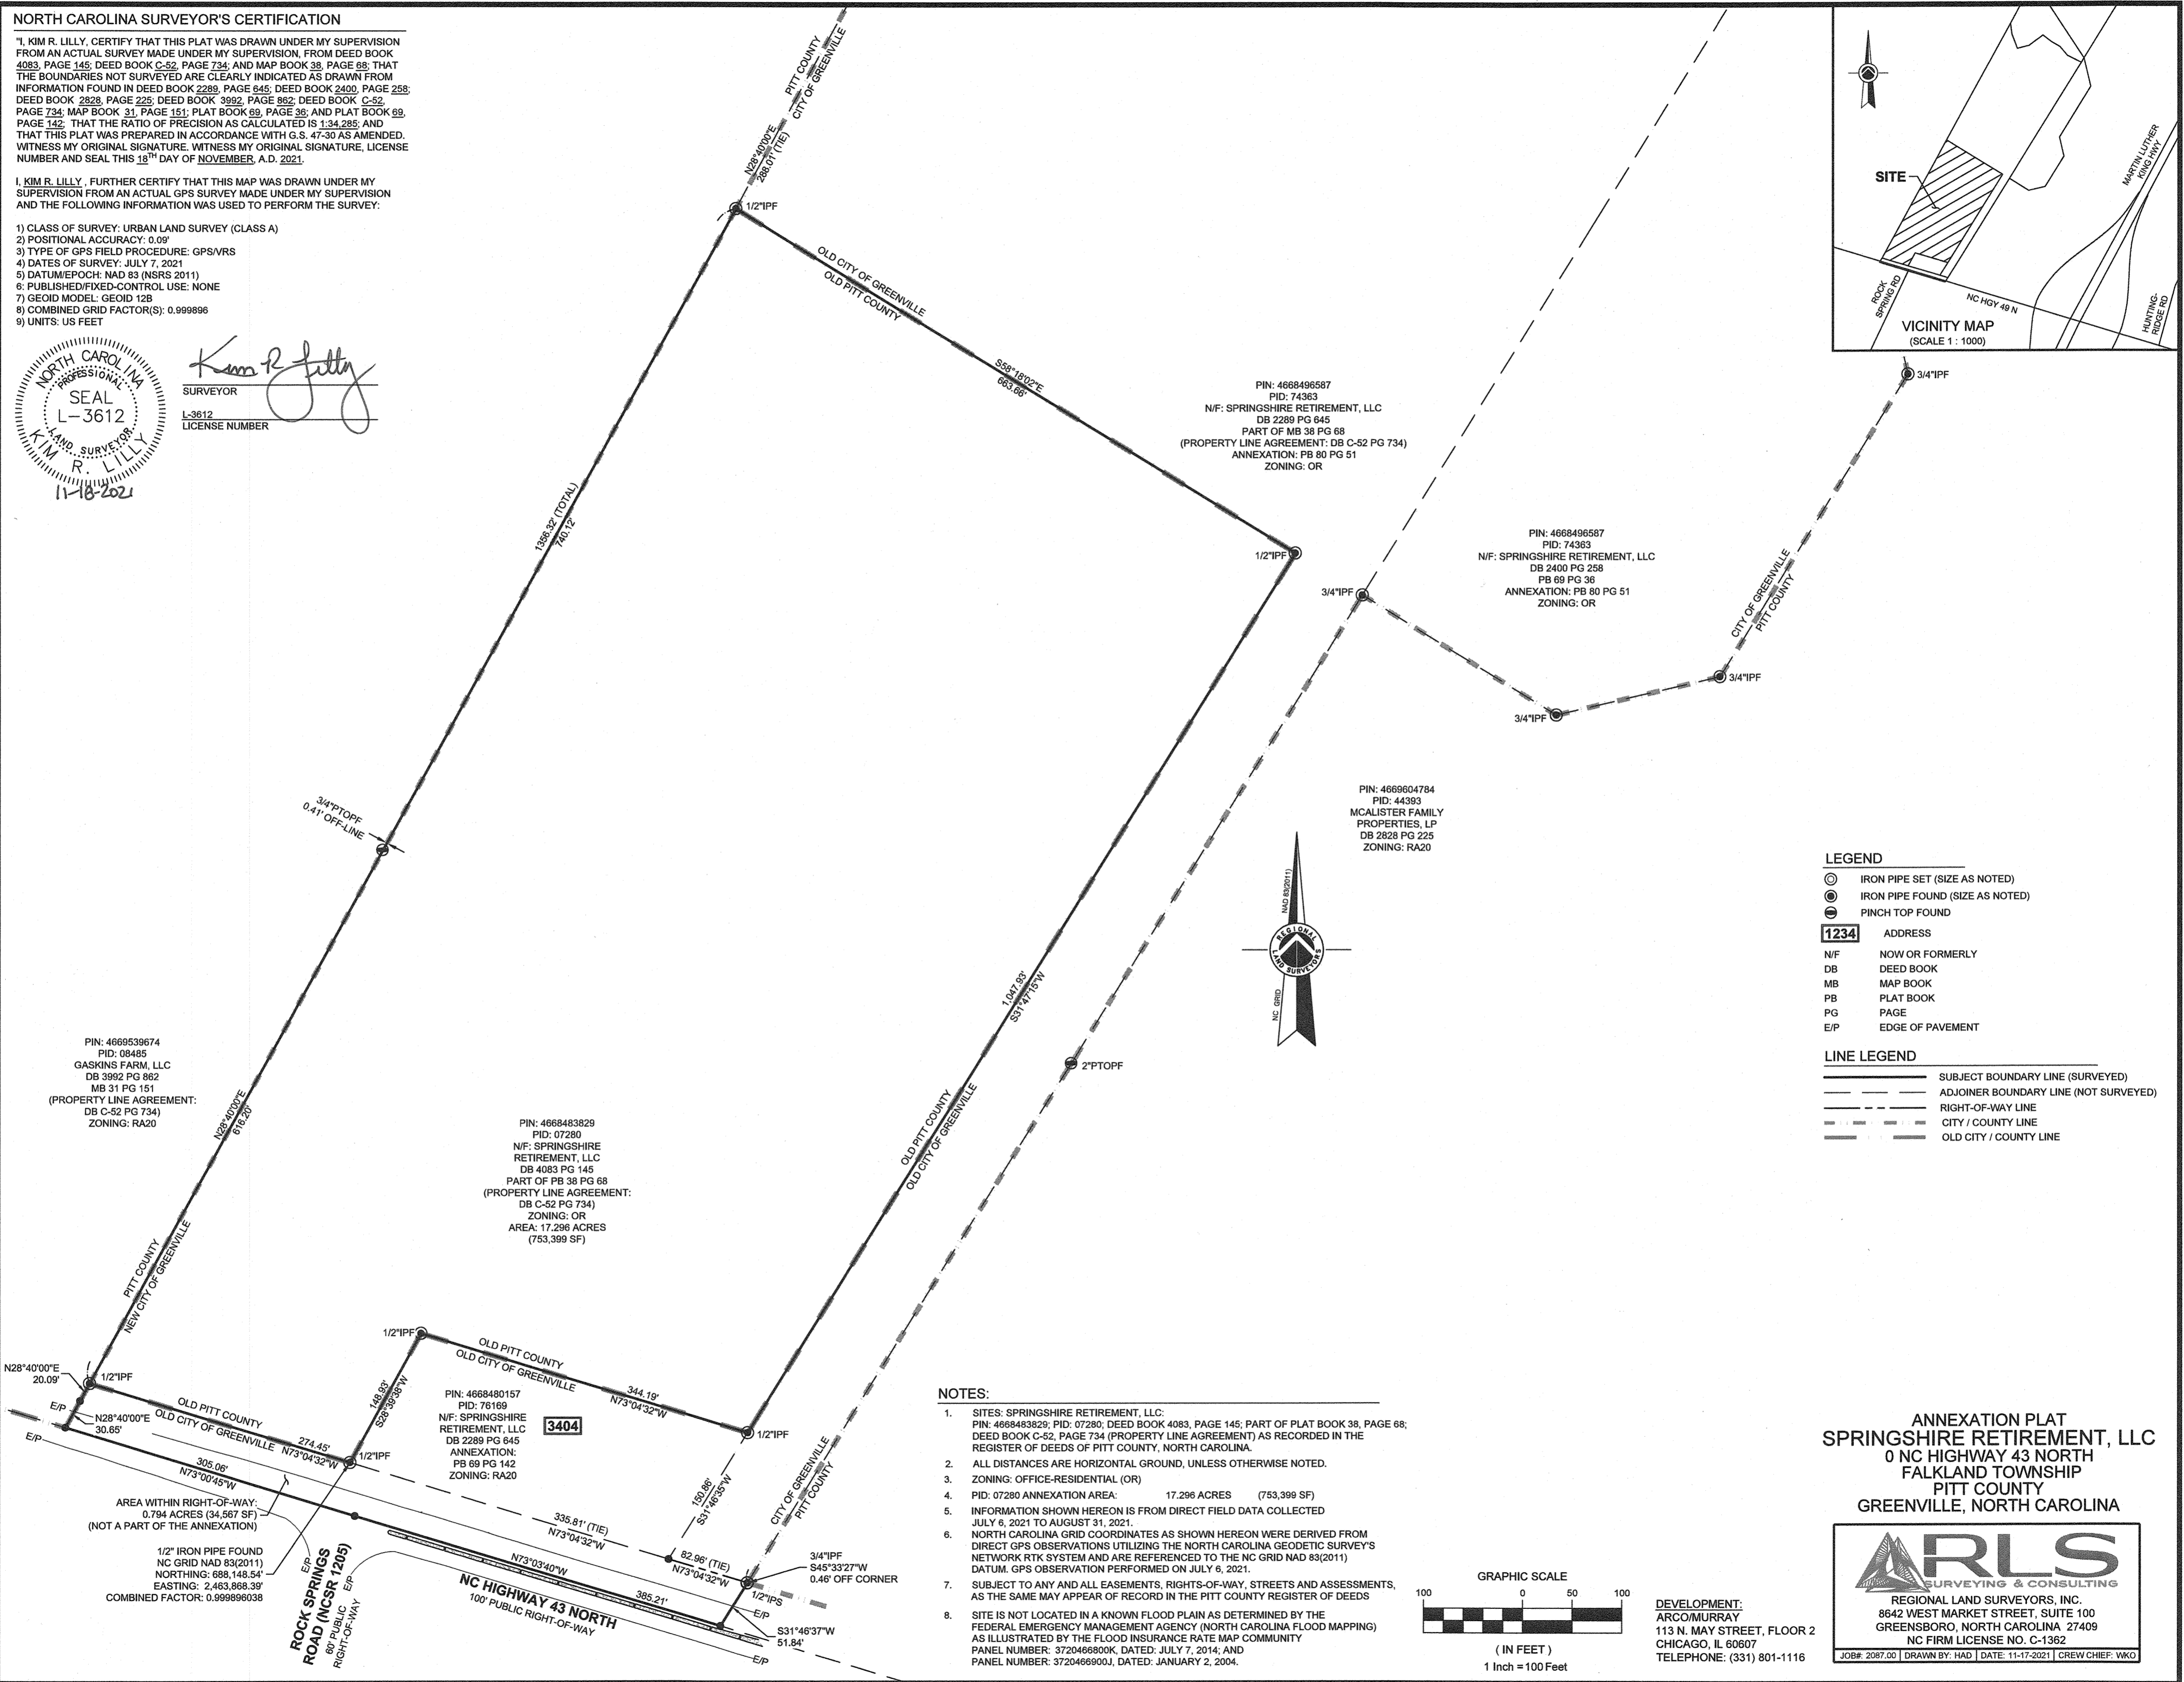 NORTH CAROLINA SURVEYOR'S CERTIFICATION
"I, KIM R. LILLY, CERTIFY THAT THIS PLAT WAS DRAWN UNDER MY SUPERVISION
FROM AN ACTUAL SURVEY MADE UNDER MY SUPERVISION, FROM DEED BOOK
4083, PAGE 145; DEED BOOK C-52, PAGE 734; AND MAP BOOK 38, PAGE 68; THAT
THE BOUNDARIES NOT SURVEYED ARE CLEARLY INDICATED AS DRAWN FROM
INFORMATION FOUND IN DEED BOOK 2289, PAGE 645; DEED BOOK 2400, PAGE 258;
DEED BOOK 2828, PAGE 225; DEED BOOK 3992, PAGE 862; DEED BOOK C-52,
PAGE 734; MAP BOOK 31, PAGE 151; PLAT BOOK 69, PAGE 36; AND PLAT BOOK 69,
PAGE 142; THAT THE RATIO OF PRECISION AS CALCULATED IS 1:34,285; AND
THAT THIS PLAT WAS PREPARED IN ACCORDANCE WITH G.S. 47-30 AS AMENDED.
WITNESS MY ORIGINAL SIGNATURE. WITNESS MY ORIGINAL SIGNATURE, LICENSE
NUMBER AND SEAL THIS 18TH DAY OF NOVEMBER, A.D. 2021.
I, KIM R. LILLY , FURTHER CERTIFY THAT THIS MAP WAS DRAWN UNDER MY
SUPERVISION FROM AN ACTUAL GPS SURVEY MADE UNDER MY SUPERVISION
AND THE FOLLOWING INFORMATION WAS USED TO PERFORM THE SURVEY:
1) CLASS OF SURVEY: URBAN LAND SURVEY (CLASS A)
2) POSITIONAL ACCURACY: 0.09'
3) TYPE OF GPS FIELD PROCEDURE: GPS/VRS
4) DATES OF SURVEY: JULY 7, 2021
5) DATUM/EPOCH: NAD 83 (NSRS 2011)
6: PUBLISHED/FIXED-CONTROL USE: NONE
7) GEOID MODEL: GEOID 12B
8) COMBINED GRID FACTOR(S): 0.999896
9) UNITS: US FEET
NORTH CAROLINA
PROFESSIONAL
SEAL
L-3612
LAND SURVEYOR
KIM R. LILLY
11-18-2021
Kim R Lilly
SURVEYOR
L-3612
LICENSE NUMBER
PITT COUNTY
CITY OF GREENVILLE
N28°40'00"E
288.01' (TIE)
1/2"IPF
OLD CITY OF GREENVILLE
OLD PITT COUNTY
S58°18'02"E
663.66'
1356.32' (TOTAL)
740.12'
PIN: 4668496587
PID: 74363
N/F: SPRINGSHIRE RETIREMENT, LLC
DB 2289 PG 645
PART OF MB 38 PG 68
(PROPERTY LINE AGREEMENT: DB C-52 PG 734)
ANNEXATION: PB 80 PG 51
ZONING: OR
1/2"IPF
3/4"IPF
PIN: 4668496587
PID: 74363
N/F: SPRINGSHIRE RETIREMENT, LLC
DB 2400 PG 258
PB 69 PG 36
ANNEXATION: PB 80 PG 51
ZONING: OR
CITY OF GREENVILLE
PITT COUNTY
3/4"IPF
3/4"IPF
3/4"IPF
SITE
MARTIN LUTHER
KING HWY
ROCK
SPRING RD
NC HGY 49 N
HUNTING-
RIDGE RD
VICINITY MAP
(SCALE 1 : 1000)
3/4"PTOPF
0.41' OFF-LINE
PIN: 4669604784
PID: 44393
MCALISTER FAMILY
PROPERTIES, LP
DB 2828 PG 225
ZONING: RA20
NAD 83(2011)
REGIONAL
LAND SURVEYORS
NC GRID
LEGEND
IRON PIPE SET (SIZE AS NOTED)
IRON PIPE FOUND (SIZE AS NOTED)
PINCH TOP FOUND
1234 ADDRESS
N/F NOW OR FORMERLY
DB DEED BOOK
MB MAP BOOK
PB PLAT BOOK
PG PAGE
E/P EDGE OF PAVEMENT
LINE LEGEND
SUBJECT BOUNDARY LINE (SURVEYED)
ADJOINER BOUNDARY LINE (NOT SURVEYED)
RIGHT-OF-WAY LINE
CITY / COUNTY LINE
OLD CITY / COUNTY LINE
1,047.93'
S31°47'15"W
2"PTOPF
OLD PITT COUNTY
OLD CITY OF GREENVILLE
PIN: 4669539674
PID: 08485
GASKINS FARM, LLC
DB 3992 PG 862
MB 31 PG 151
(PROPERTY LINE AGREEMENT:
DB C-52 PG 734)
ZONING: RA20
N28°40'00"E
616.20'
PIN: 4668483829
PID: 07280
N/F: SPRINGSHIRE
RETIREMENT, LLC
DB 4083 PG 145
PART OF PB 38 PG 68
(PROPERTY LINE AGREEMENT:
DB C-52 PG 734)
ZONING: OR
AREA: 17.296 ACRES
(753,399 SF)
PITT COUNTY
NEW CITY OF GREENVILLE
N28°40'00"E
20.09'
1/2"IPF
E/P
N28°40'00"E
30.65'
E/P
OLD PITT COUNTY
OLD CITY OF GREENVILLE
274.45'
N73°04'32"W
1/2"IPF
148.93'
S28°39'38"W
1/2"IPF
OLD PITT COUNTY
OLD CITY OF GREENVILLE
344.19'
N73°04'32"W
1/2"IPF
PIN: 4668480157
PID: 76169
N/F: SPRINGSHIRE
RETIREMENT, LLC
DB 2289 PG 645
ANNEXATION:
PB 69 PG 142
ZONING: RA20
3404
305.06'
N73°00'45"W
AREA WITHIN RIGHT-OF-WAY:
0.794 ACRES (34,567 SF)
(NOT A PART OF THE ANNEXATION)
1/2" IRON PIPE FOUND
NC GRID NAD 83(2011)
NORTHING: 688,148.54'
EASTING: 2,463,868.39'
COMBINED FACTOR: 0.999896038
E/P
ROCK SPRINGS
ROAD (NCSR 1205)
60' PUBLIC
RIGHT-OF-WAY
E/P
335.81' (TIE)
N73°04'32"W
150.86'
S31°46'35"W
82.96' (TIE)
N73°04'32"W
CITY OF GREENVILLE
PITT COUNTY
3/4"IPF
S45°33'27"W
0.46' OFF CORNER
1/2"IPS
E/P
N73°03'40"W
385.21'
NC HIGHWAY 43 NORTH
100' PUBLIC RIGHT-OF-WAY
S31°46'37"W
51.84'
E/P
NOTES:
1. SITES: SPRINGSHIRE RETIREMENT, LLC:
PIN: 4668483829; PID: 07280; DEED BOOK 4083, PAGE 145; PART OF PLAT BOOK 38, PAGE 68;
DEED BOOK C-52, PAGE 734 (PROPERTY LINE AGREEMENT) AS RECORDED IN THE
REGISTER OF DEEDS OF PITT COUNTY, NORTH CAROLINA.
2. ALL DISTANCES ARE HORIZONTAL GROUND, UNLESS OTHERWISE NOTED.
3. ZONING: OFFICE-RESIDENTIAL (OR)
4. PID: 07280 ANNEXATION AREA: 17.296 ACRES (753,399 SF)
5. INFORMATION SHOWN HEREON IS FROM DIRECT FIELD DATA COLLECTED
JULY 6, 2021 TO AUGUST 31, 2021.
6. NORTH CAROLINA GRID COORDINATES AS SHOWN HEREON WERE DERIVED FROM
DIRECT GPS OBSERVATIONS UTILIZING THE NORTH CAROLINA GEODETIC SURVEY'S
NETWORK RTK SYSTEM AND ARE REFERENCED TO THE NC GRID NAD 83(2011)
DATUM. GPS OBSERVATION PERFORMED ON JULY 6, 2021.
7. SUBJECT TO ANY AND ALL EASEMENTS, RIGHTS-OF-WAY, STREETS AND ASSESSMENTS,
AS THE SAME MAY APPEAR OF RECORD IN THE PITT COUNTY REGISTER OF DEEDS
8. SITE IS NOT LOCATED IN A KNOWN FLOOD PLAIN AS DETERMINED BY THE
FEDERAL EMERGENCY MANAGEMENT AGENCY (NORTH CAROLINA FLOOD MAPPING)
AS ILLUSTRATED BY THE FLOOD INSURANCE RATE MAP COMMUNITY
PANEL NUMBER: 3720466800K, DATED: JULY 7, 2014; AND
PANEL NUMBER: 3720466900J, DATED: JANUARY 2, 2004.
GRAPHIC SCALE
100 0 50 100
( IN FEET )
1 Inch = 100 Feet
DEVELOPMENT:
ARCO/MURRAY
113 N. MAY STREET, FLOOR 2
CHICAGO, IL 60607
TELEPHONE: (331) 801-1116
ANNEXATION PLAT
SPRINGSHIRE RETIREMENT, LLC
0 NC HIGHWAY 43 NORTH
FALKLAND TOWNSHIP
PITT COUNTY
GREENVILLE, NORTH CAROLINA
RLS
SURVEYING & CONSULTING
REGIONAL LAND SURVEYORS, INC.
8642 WEST MARKET STREET, SUITE 100
GREENSBORO, NORTH CAROLINA 27409
NC FIRM LICENSE NO. C-1362
JOB#: 2087.00 DRAWN BY: HAD DATE: 11-17-2021 CREW CHIEF: WKO